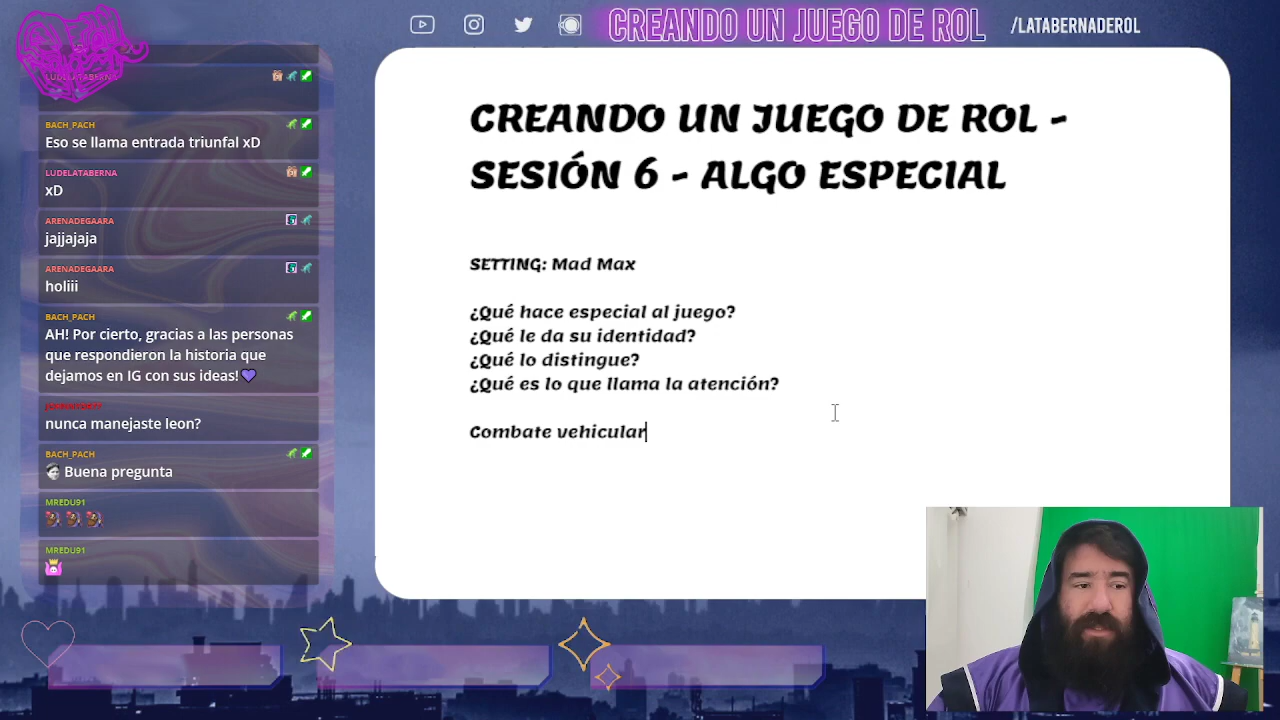 CREANDO UN JUEGO DE ROL
/LATABERNADEROL
LUDELATABERNA
BACH_PACH
Eso se llama entrada triunfal xD
LUDELATABERNA
xD
ARENADEGAARA
jajjajaja
ARENADEGAARA
holiii
BACH_PACH
AH! Por cierto, gracias a las personas
que respondieron la historia que
dejamos en IG con sus ideas!
nunca manejaste leon?
BACH_PACH
Buena pregunta
MREDU91
MREDU91
CREANDO UN JUEGO DE ROL -
SESIÓN 6 - ALGO ESPECIAL
SETTING: Mad Max
¿Qué hace especial al juego?
¿Qué le da su identidad?
¿Qué lo distingue?
¿Qué es lo que llama la atención?
Combate vehicular